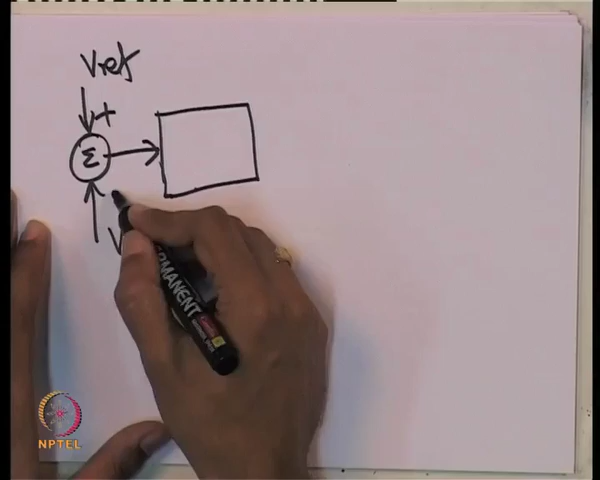 Vref
+
Σ
V
PERMANENT
NPTEL